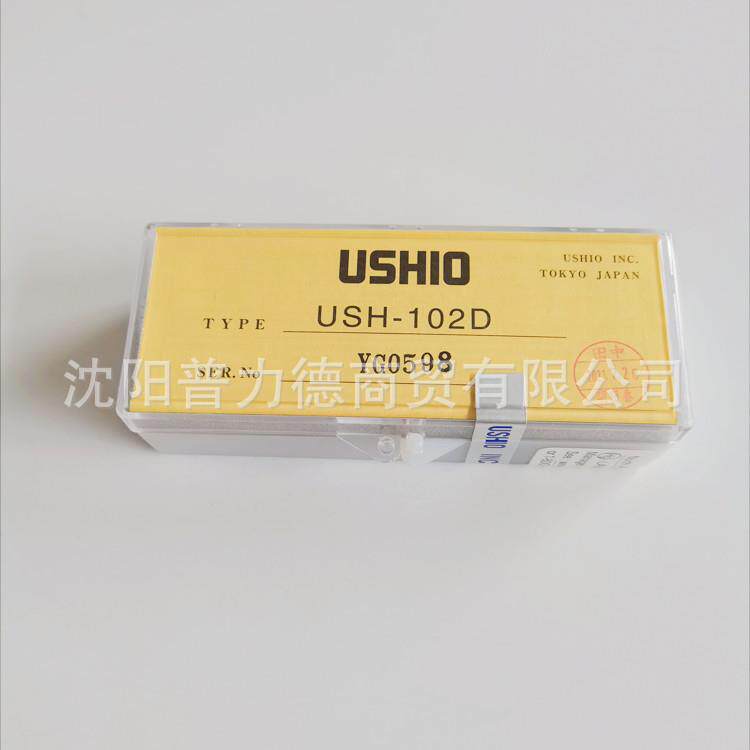 USHIO
USHIO INC.
TOKYO JAPAN
TYPE USH-102D
SER. No YG0598
沈阳普力德商贸有限公司
USHIO INC